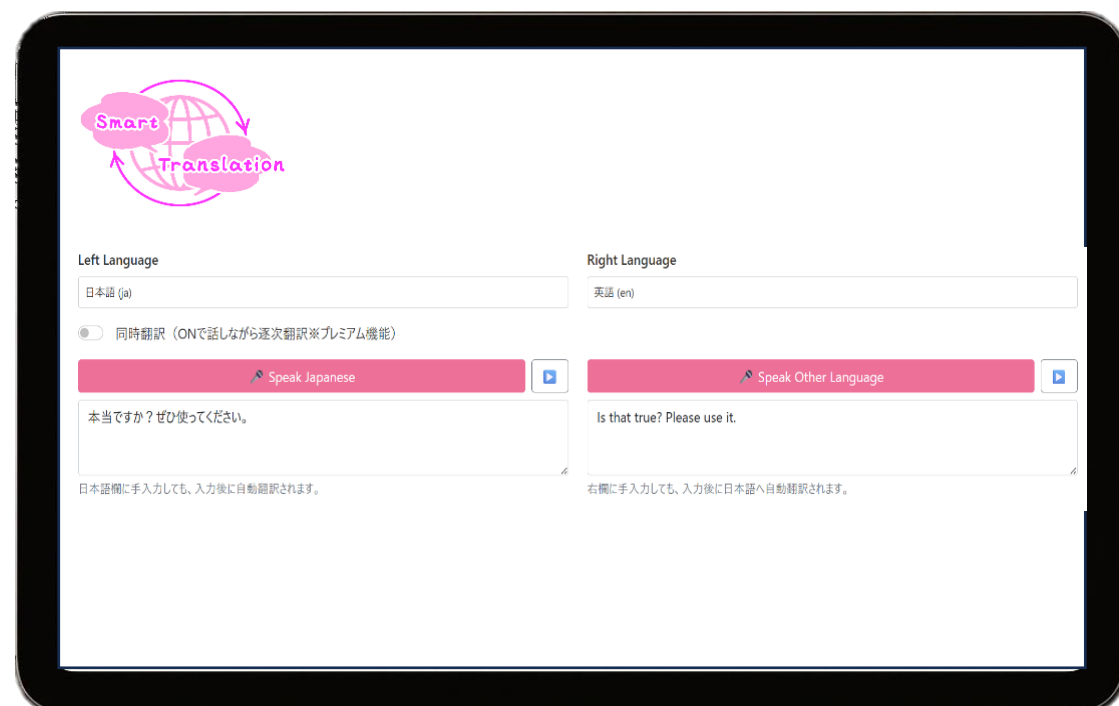 Smart
Translation
Left Language
Right Language
日本語 (ja)
英語 (en)
同時翻訳（ONで話しながら逐次翻訳※プレミアム機能）
Speak Japanese
Speak Other Language
本当ですか？ぜひ使ってください。
Is that true? Please use it.
日本語欄に手入力しても、入力後に自動翻訳されます。
右欄に手入力しても、入力後に日本語へ自動翻訳されます。